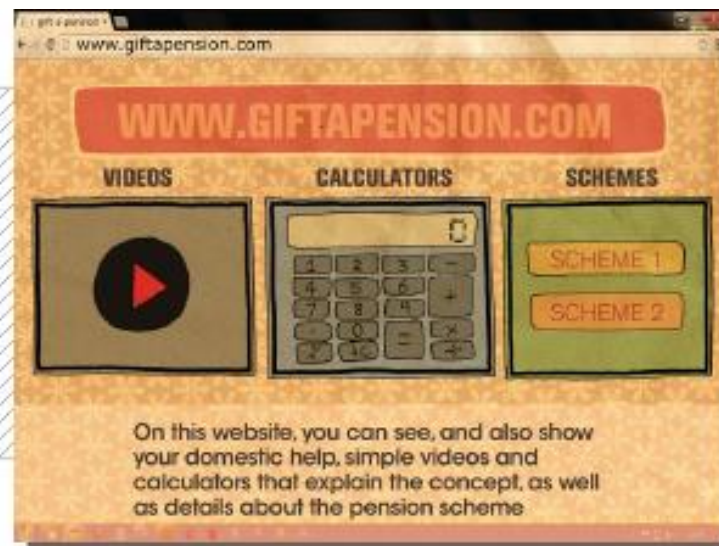 www.giftapension.com
WWW.GIFTAPENSION.COM
VIDEOS CALCULATORS SCHEMES
0
1 2 3 -
4 5 6 +
7 8 9
. 0 = ×
÷
SCHEME 1
SCHEME 2
On this website, you can see, and also show
your domestic help, simple videos and
calculators that explain the concept, as well
as details about the pension scheme